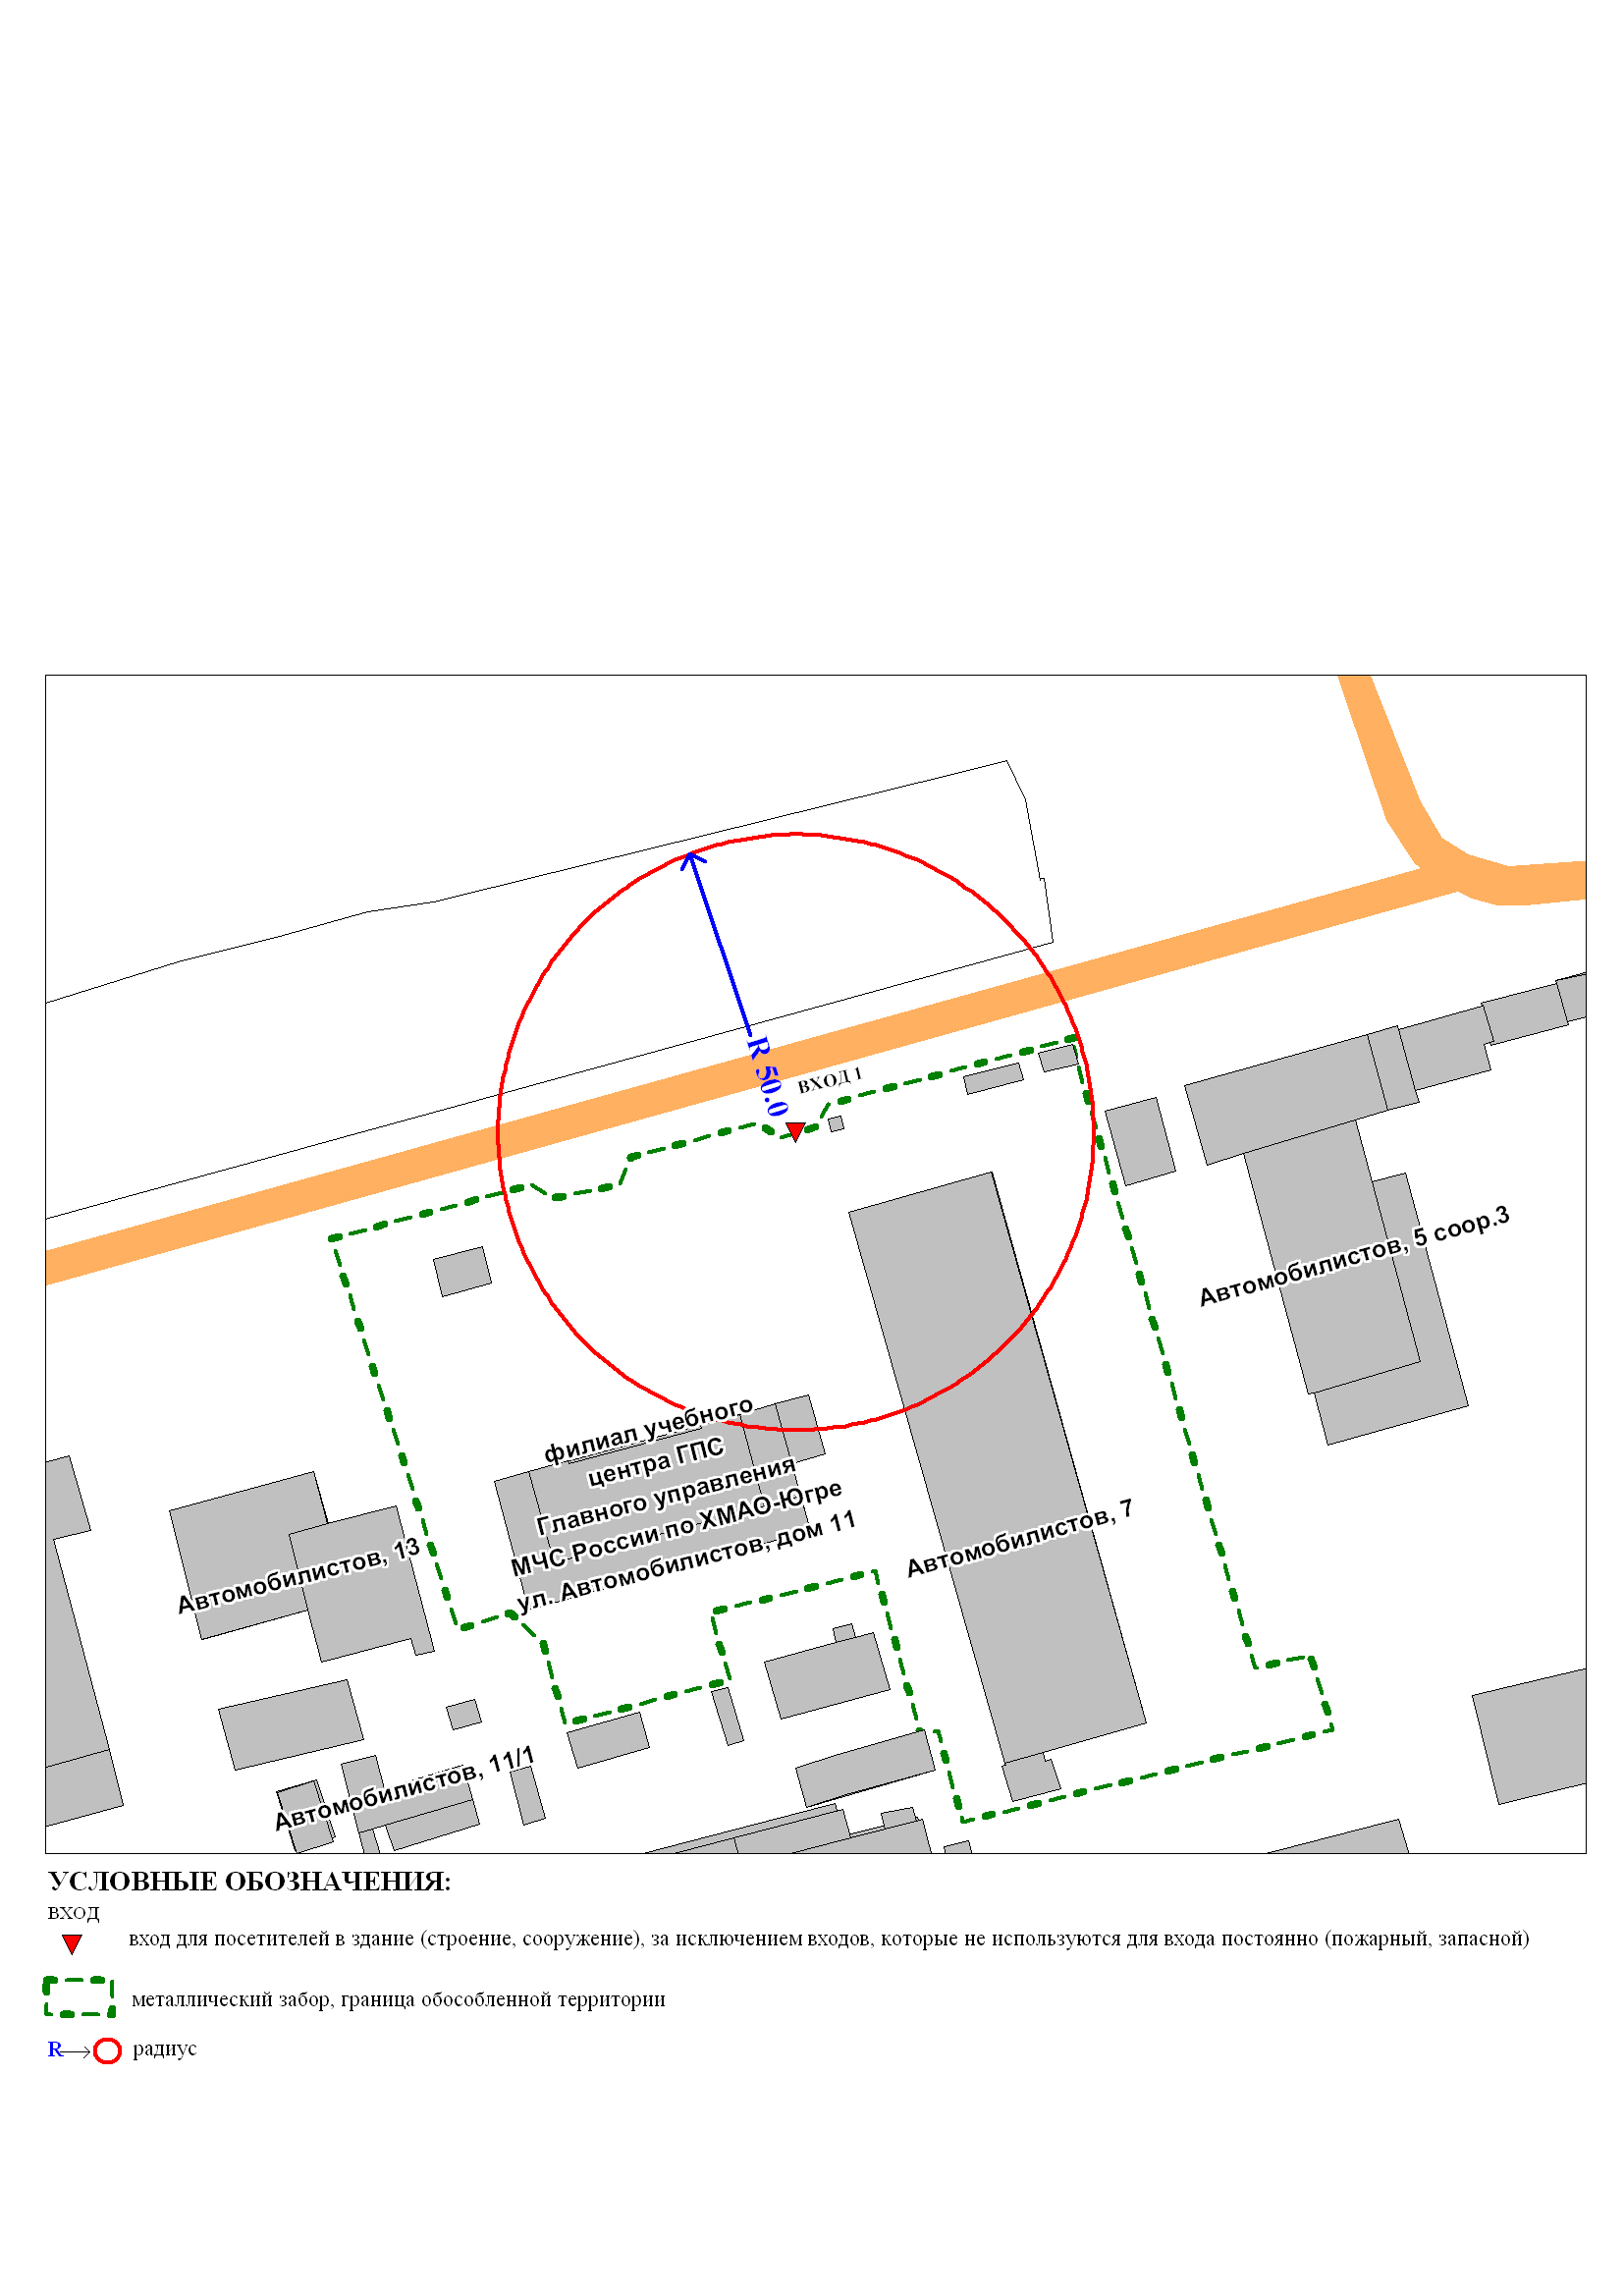 R 50.0
ВХОД 1
Автомобилистов, 5 соор.3
филиал учебного
центра ГПС
Главного управления
МЧС России по ХМАО-Югре
ул. Автомобилистов, дом 11
Автомобилистов, 7
Автомобилистов, 13
Автомобилистов, 11/1
УСЛОВНЫЕ ОБОЗНАЧЕНИЯ:
ВХОД
вход для посетителей в здание (строение, сооружение), за исключением входов, которые не используются для входа постоянно (пожарный, запасной)
металлический забор, граница обособленной территории
R радиус